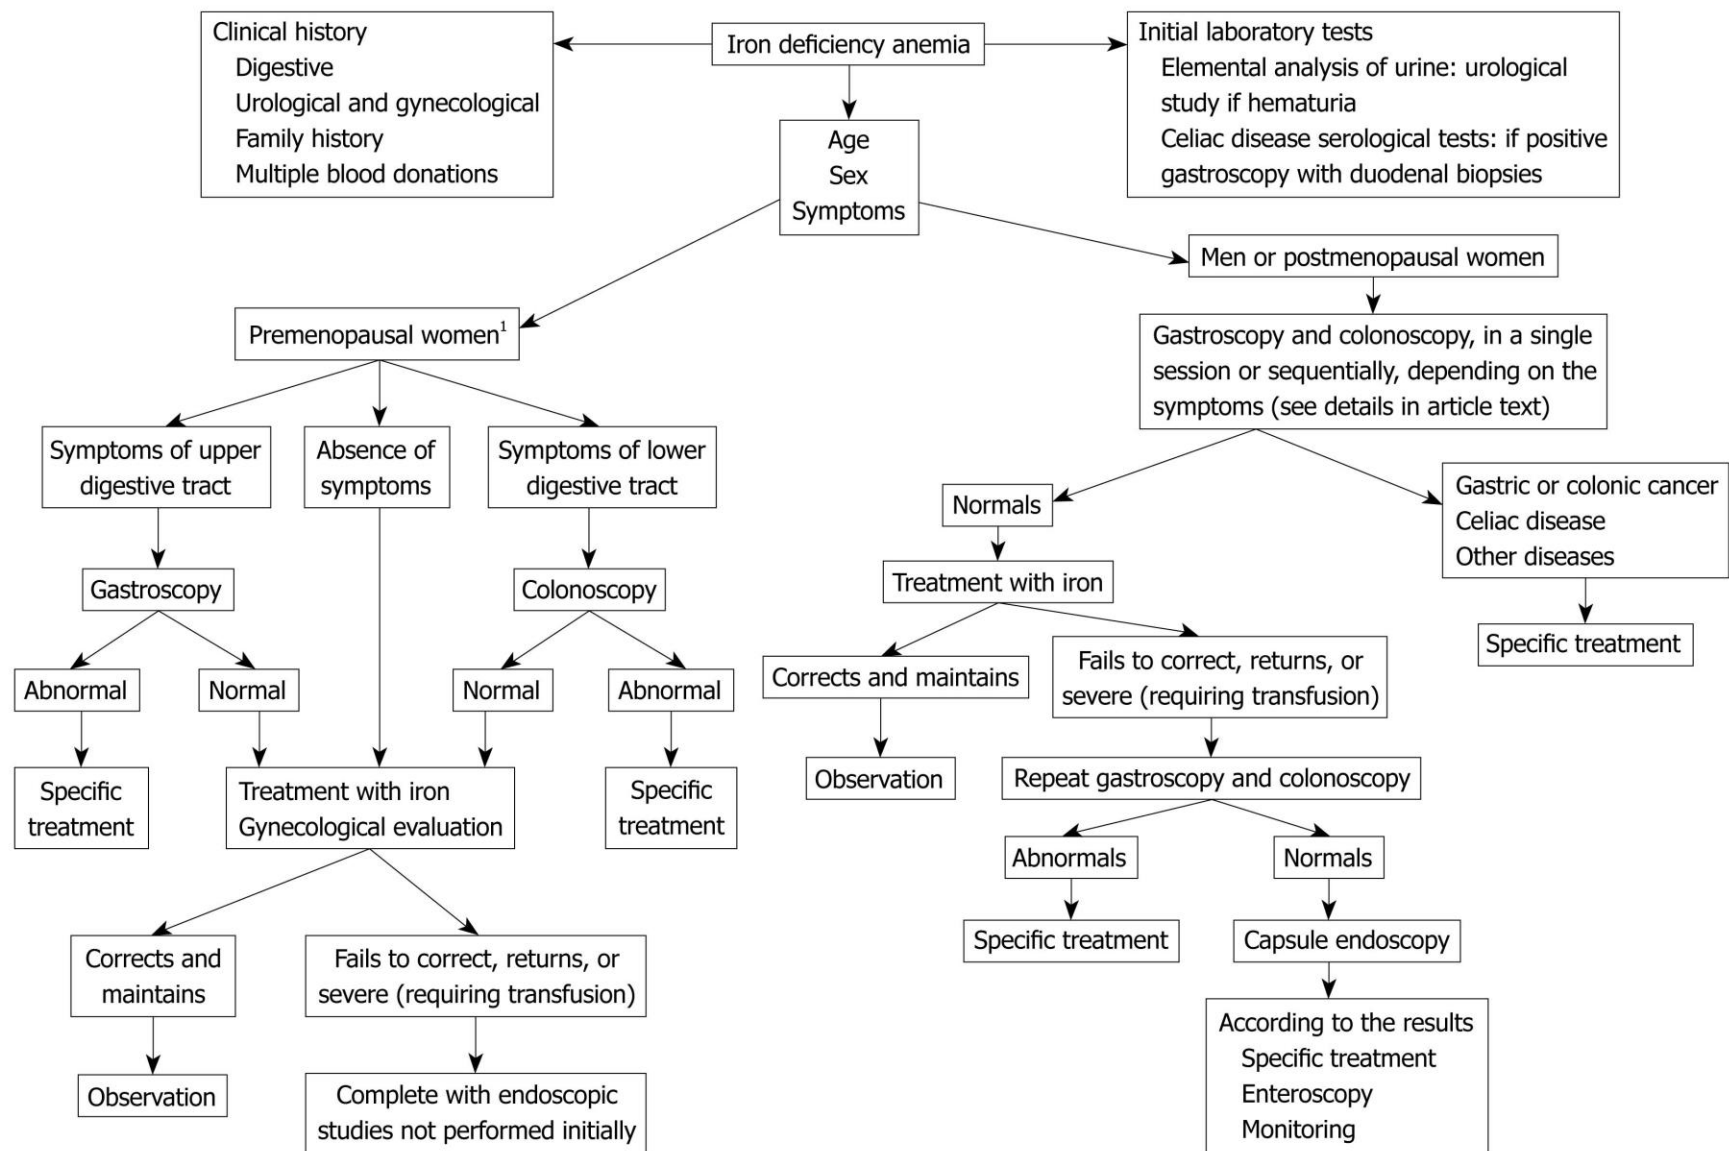 Clinical history
Digestive
Urological and gynecological
Family history
Multiple blood donations
Iron deficiency anemia
Initial laboratory tests
Elemental analysis of urine: urological
study if hematuria
Celiac disease serological tests: if positive
gastroscopy with duodenal biopsies
Age
Sex
Symptoms
Men or postmenopausal women
Premenopausal women¹
Gastroscopy and colonoscopy, in a single
session or sequentially, depending on the
symptoms (see details in article text)
Symptoms of upper
digestive tract
Absence of
symptoms
Symptoms of lower
digestive tract
Normals
Gastric or colonic cancer
Celiac disease
Other diseases
Gastroscopy
Colonoscopy
Treatment with iron
Specific treatment
Abnormal
Normal
Normal
Abnormal
Corrects and maintains
Fails to correct, returns, or
severe (requiring transfusion)
Specific
treatment
Treatment with iron
Gynecological evaluation
Specific
treatment
Observation
Repeat gastroscopy and colonoscopy
Abnormals
Normals
Specific treatment
Capsule endoscopy
Corrects and
maintains
Fails to correct, returns, or
severe (requiring transfusion)
According to the results
Specific treatment
Enteroscopy
Monitoring
Observation
Complete with endoscopic
studies not performed initially